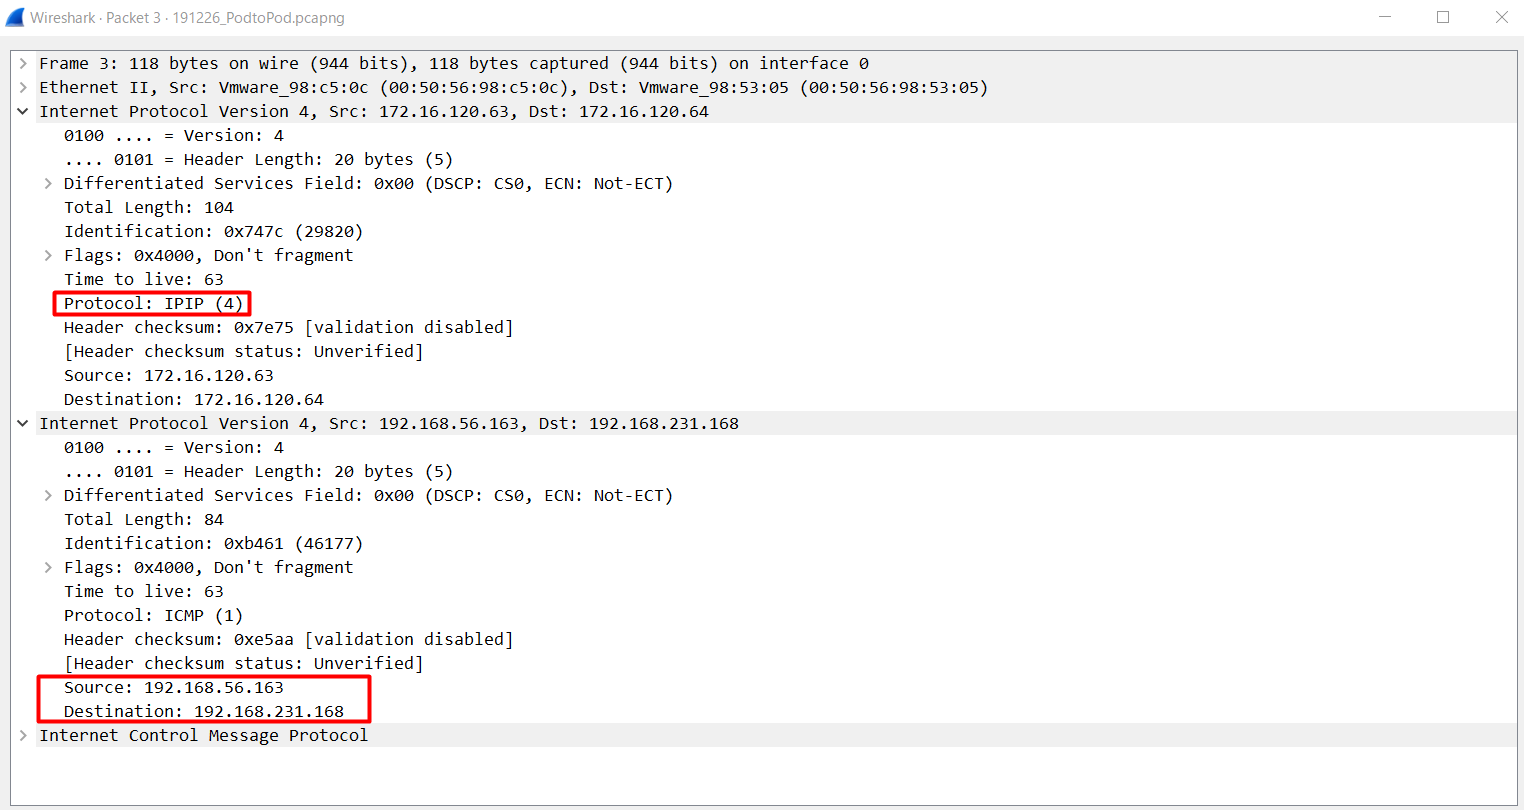 Wireshark · Packet 3 · 191226_PodtoPod.pcapng
Frame 3: 118 bytes on wire (944 bits), 118 bytes captured (944 bits) on interface 0
Ethernet II, Src: Vmware_98:c5:0c (00:50:56:98:c5:0c), Dst: Vmware_98:53:05 (00:50:56:98:53:05)
Internet Protocol Version 4, Src: 172.16.120.63, Dst: 172.16.120.64
0100 .... = Version: 4
.... 0101 = Header Length: 20 bytes (5)
Differentiated Services Field: 0x00 (DSCP: CS0, ECN: Not-ECT)
Total Length: 104
Identification: 0x747c (29820)
Flags: 0x4000, Don't fragment
Time to live: 63
Protocol: IPIP (4)
Header checksum: 0x7e75 [validation disabled]
[Header checksum status: Unverified]
Source: 172.16.120.63
Destination: 172.16.120.64
Internet Protocol Version 4, Src: 192.168.56.163, Dst: 192.168.231.168
0100 .... = Version: 4
.... 0101 = Header Length: 20 bytes (5)
Differentiated Services Field: 0x00 (DSCP: CS0, ECN: Not-ECT)
Total Length: 84
Identification: 0xb461 (46177)
Flags: 0x4000, Don't fragment
Time to live: 63
Protocol: ICMP (1)
Header checksum: 0xe5aa [validation disabled]
[Header checksum status: Unverified]
Source: 192.168.56.163
Destination: 192.168.231.168
Internet Control Message Protocol